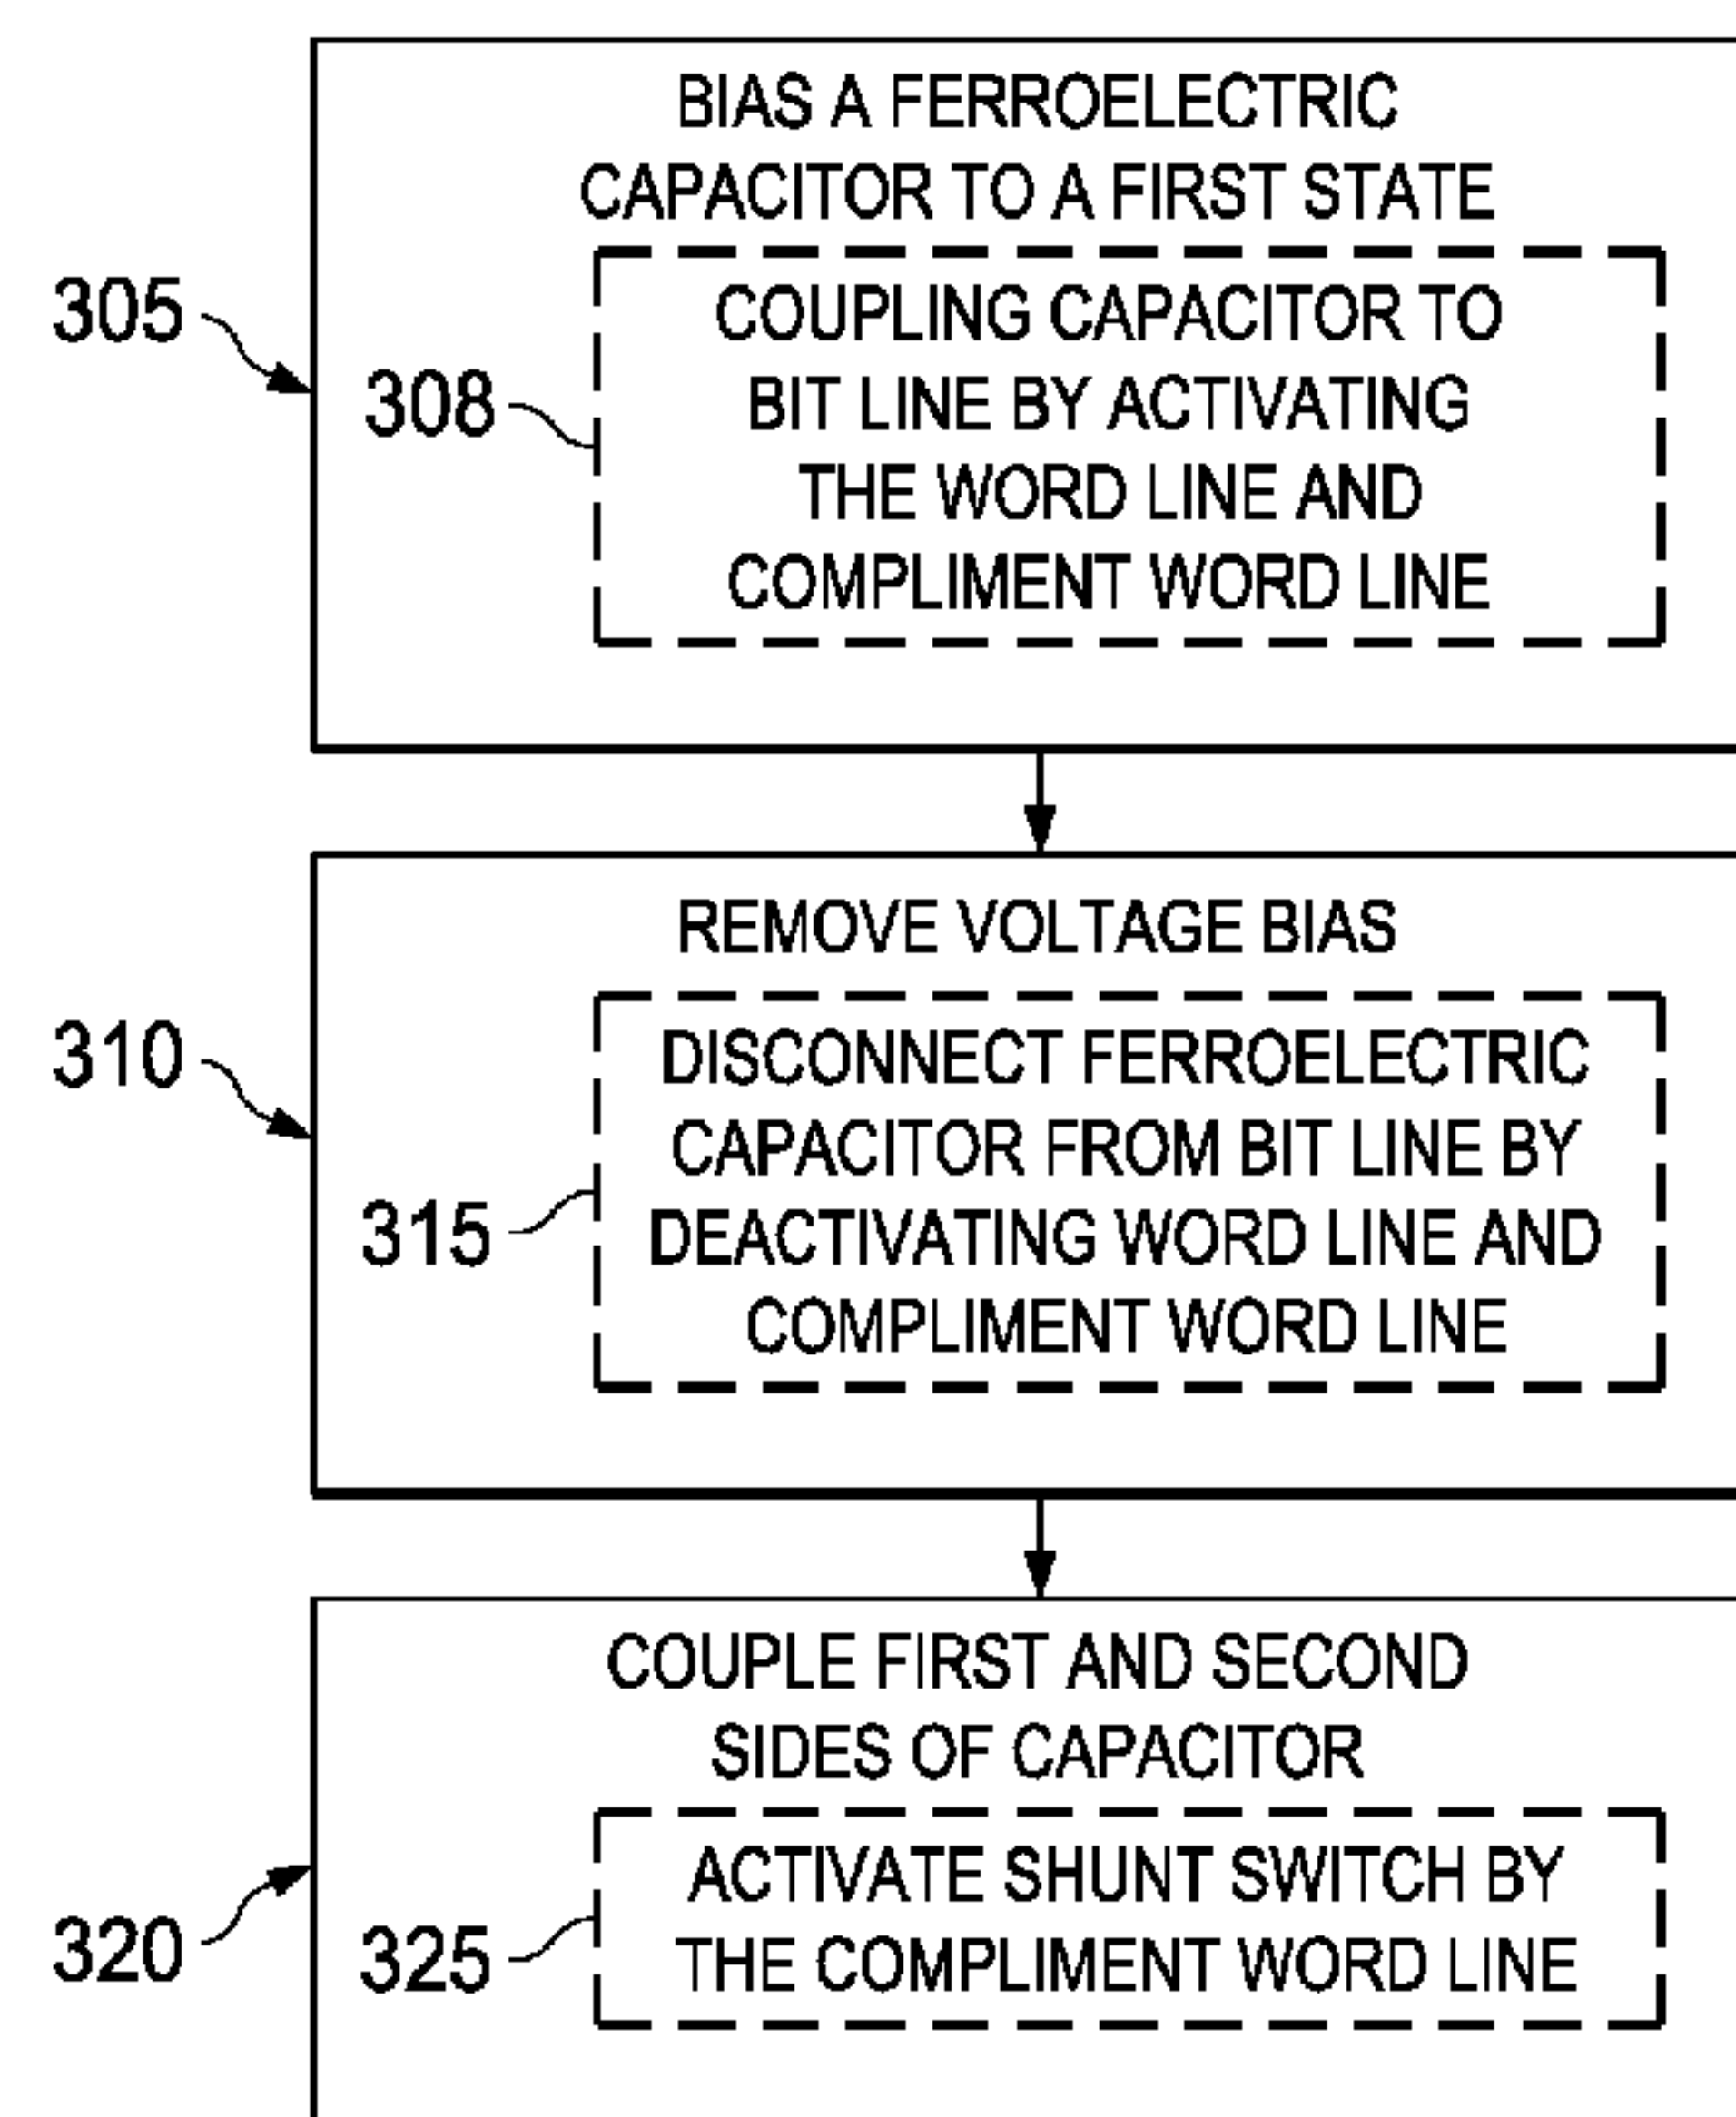 BIAS A FERROELECTRIC
CAPACITOR TO A FIRST STATE
305
308
COUPLING CAPACITOR TO
BIT LINE BY ACTIVATING
THE WORD LINE AND
COMPLIMENT WORD LINE
REMOVE VOLTAGE BIAS
310
315
DISCONNECT FERROELECTRIC
CAPACITOR FROM BIT LINE BY
DEACTIVATING WORD LINE AND
COMPLIMENT WORD LINE
COUPLE FIRST AND SECOND
SIDES OF CAPACITOR
320
325
ACTIVATE SHUNT SWITCH BY
THE COMPLIMENT WORD LINE